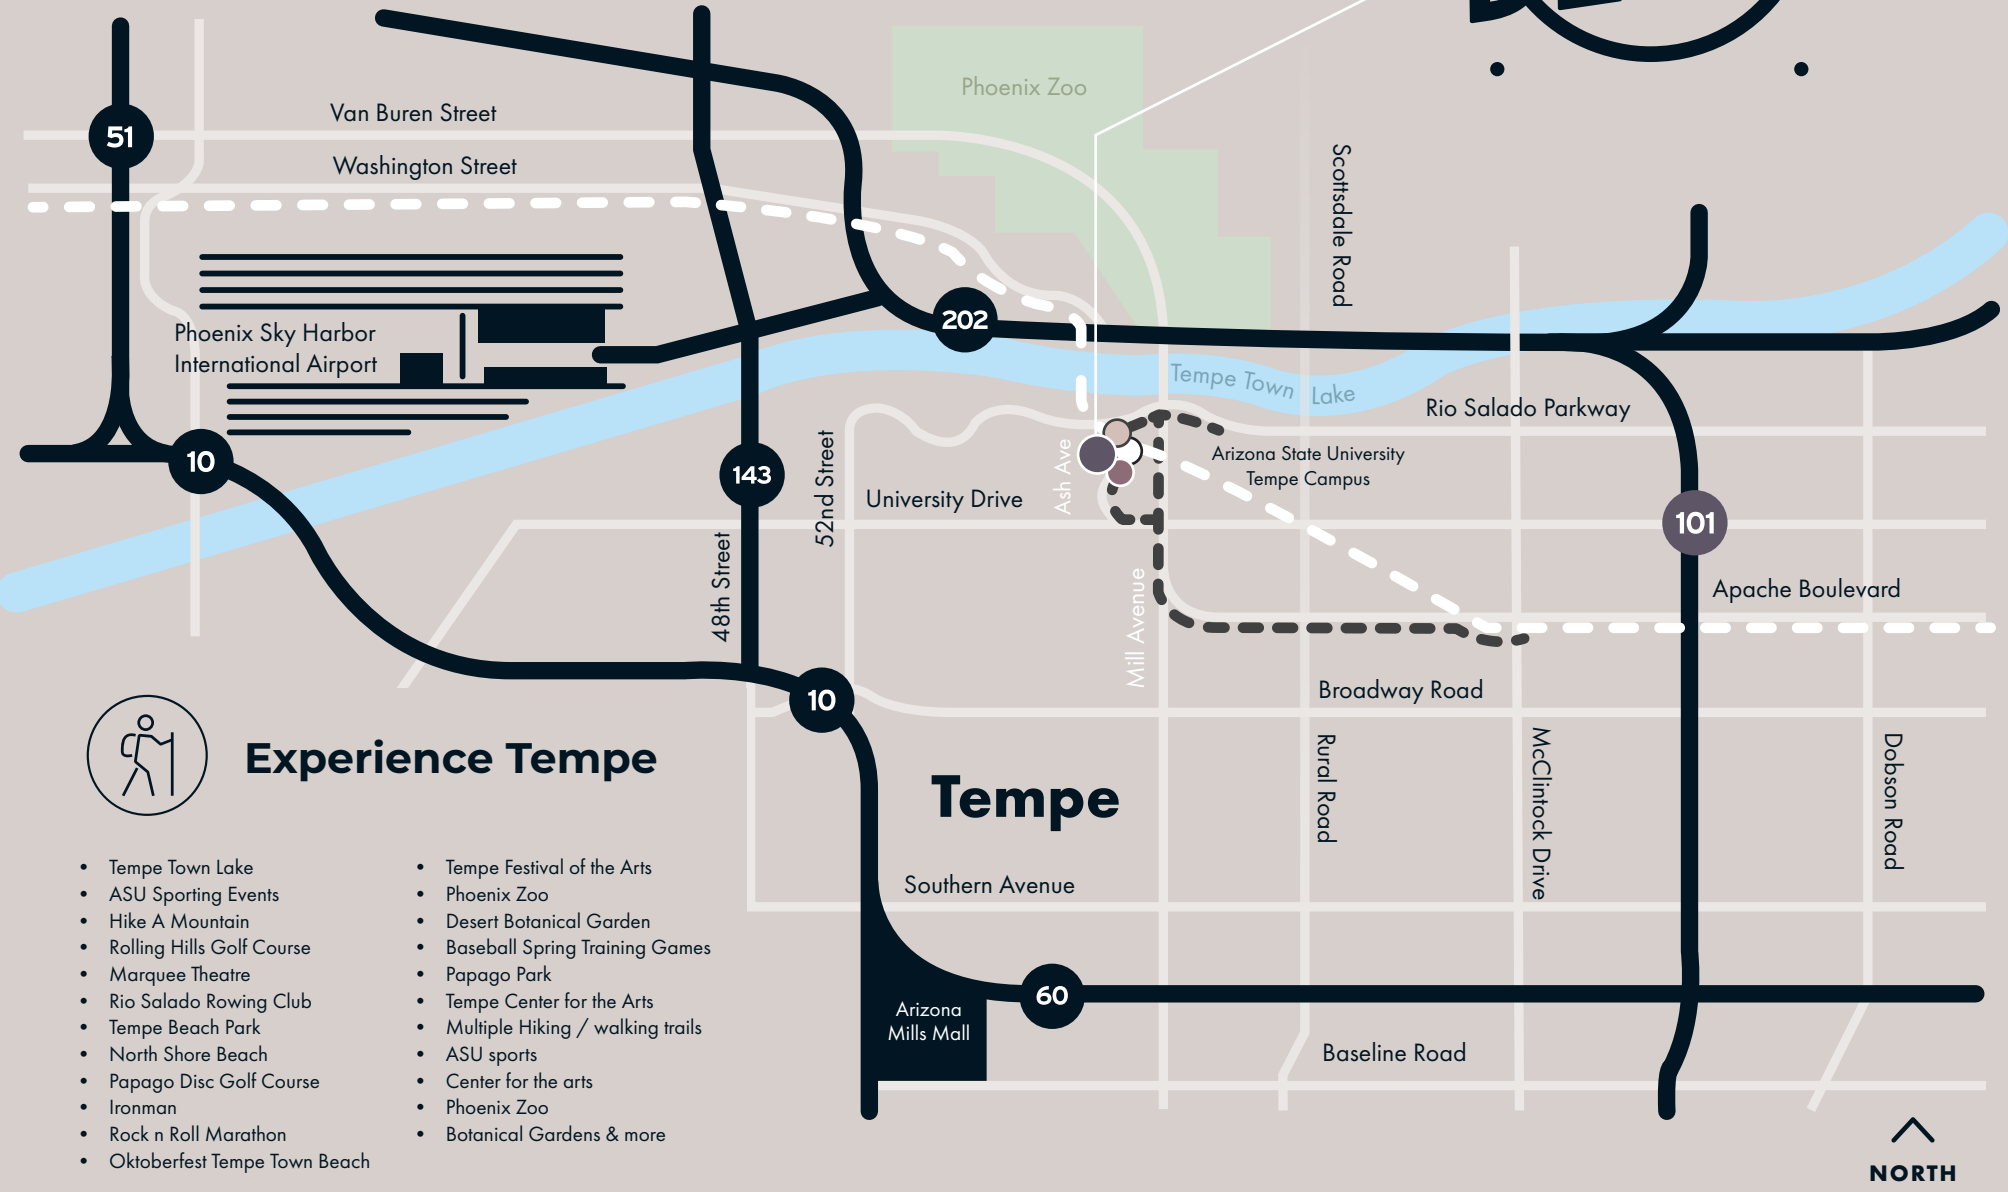 Phoenix Zoo
Van Buren Street
51
Washington Street
Scottsdale Road
202
Phoenix Sky Harbor
International Airport
Tempe Town Lake
Rio Salado Parkway
10
143
52nd Street
University Drive
Ash Ave
Arizona State University
Tempe Campus
101
48th Street
Mill Avenue
Apache Boulevard
10
Broadway Road
Rural Road
McClintock Drive
Dobson Road
Experience Tempe
Tempe
Southern Avenue
60
Arizona
Mills Mall
Baseline Road
• Tempe Town Lake
• ASU Sporting Events
• Hike A Mountain
• Rolling Hills Golf Course
• Marquee Theatre
• Rio Salado Rowing Club
• Tempe Beach Park
• North Shore Beach
• Papago Disc Golf Course
• Ironman
• Rock n Roll Marathon
• Oktoberfest Tempe Town Beach
• Tempe Festival of the Arts
• Phoenix Zoo
• Desert Botanical Garden
• Baseball Spring Training Games
• Papago Park
• Tempe Center for the Arts
• Multiple Hiking / walking trails
• ASU sports
• Center for the arts
• Phoenix Zoo
• Botanical Gardens & more
NORTH